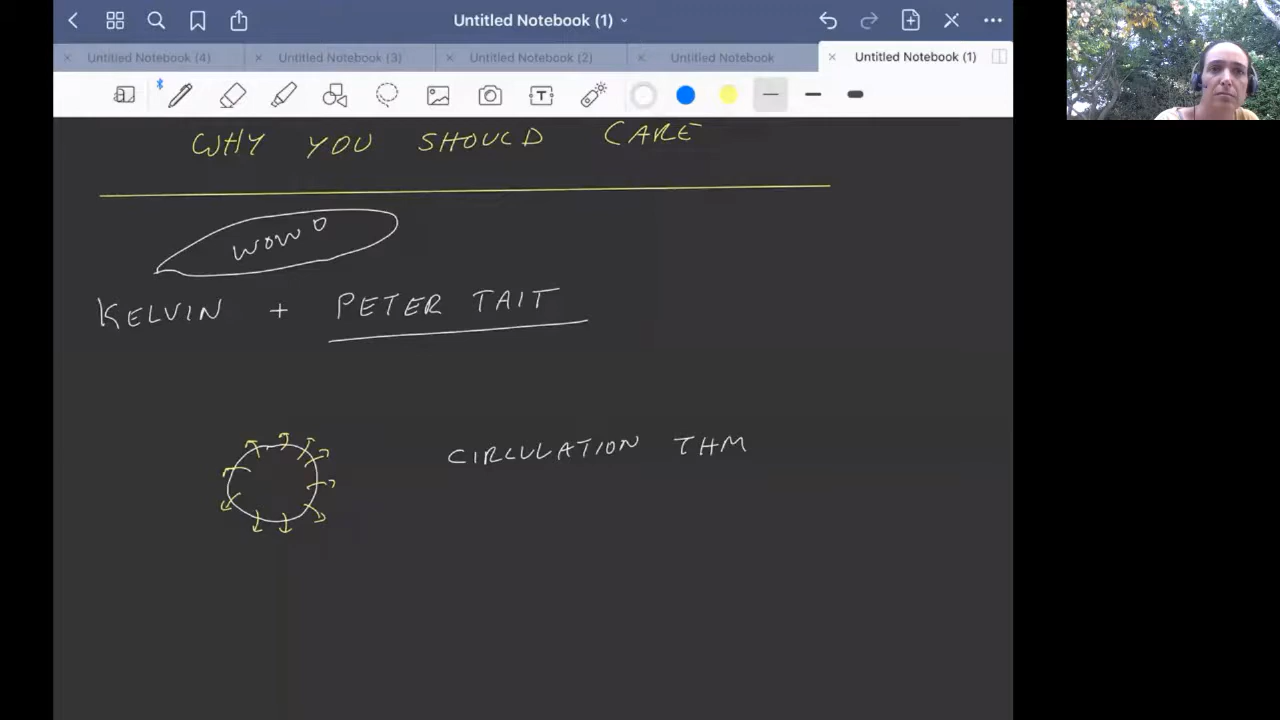 Untitled Notebook (1)
Untitled Notebook (4) Untitled Notebook (3) Untitled Notebook (2) Untitled Notebook Untitled Notebook (1)
WHY YOU SHOULD CARE
WOW
KELVIN + PETER TAIT
CIRCULATION THM